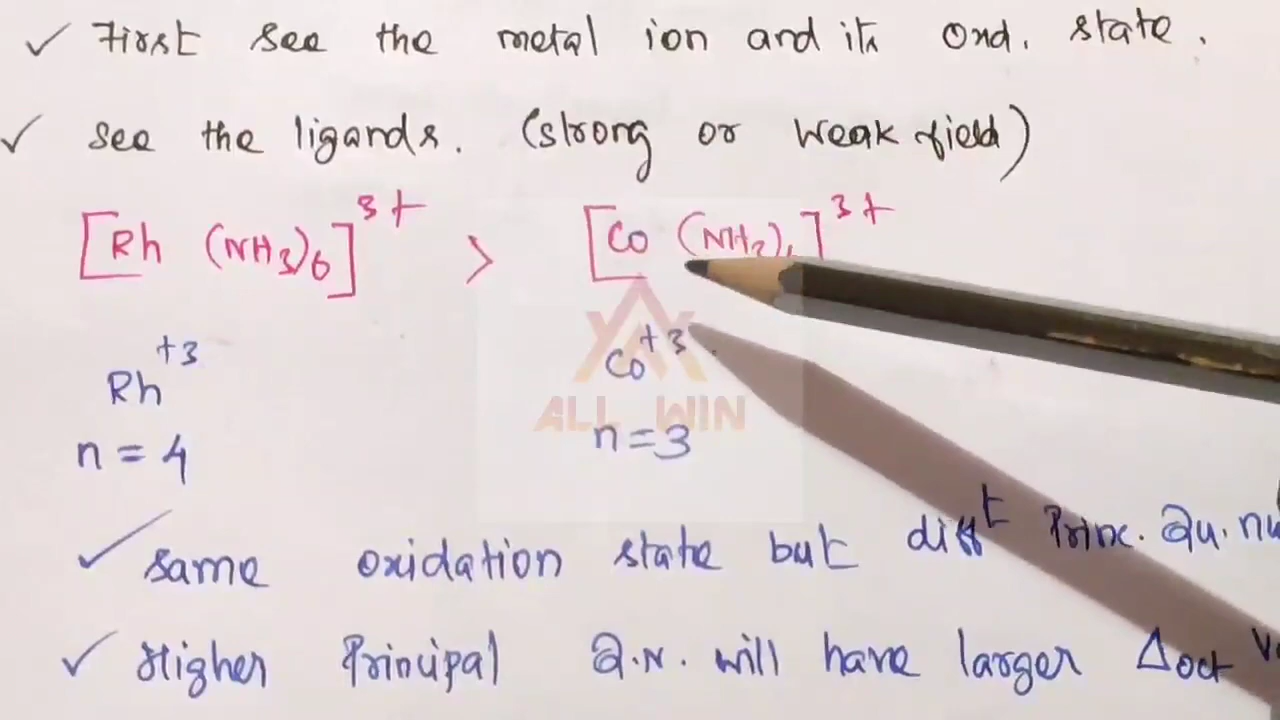 ✓ First see the metal ion and its oxd. state.
✓ see the ligands. (strong or weak field)
[Rh (NH3)6]3+ > [Co (NH3)6]3+
Rh+3 Co+3
ALL WIN
n = 4 n = 3
✓ same oxidation state but difft Princ. Qu. nu
✓ Higher Principal Q.N. will have larger Δoct